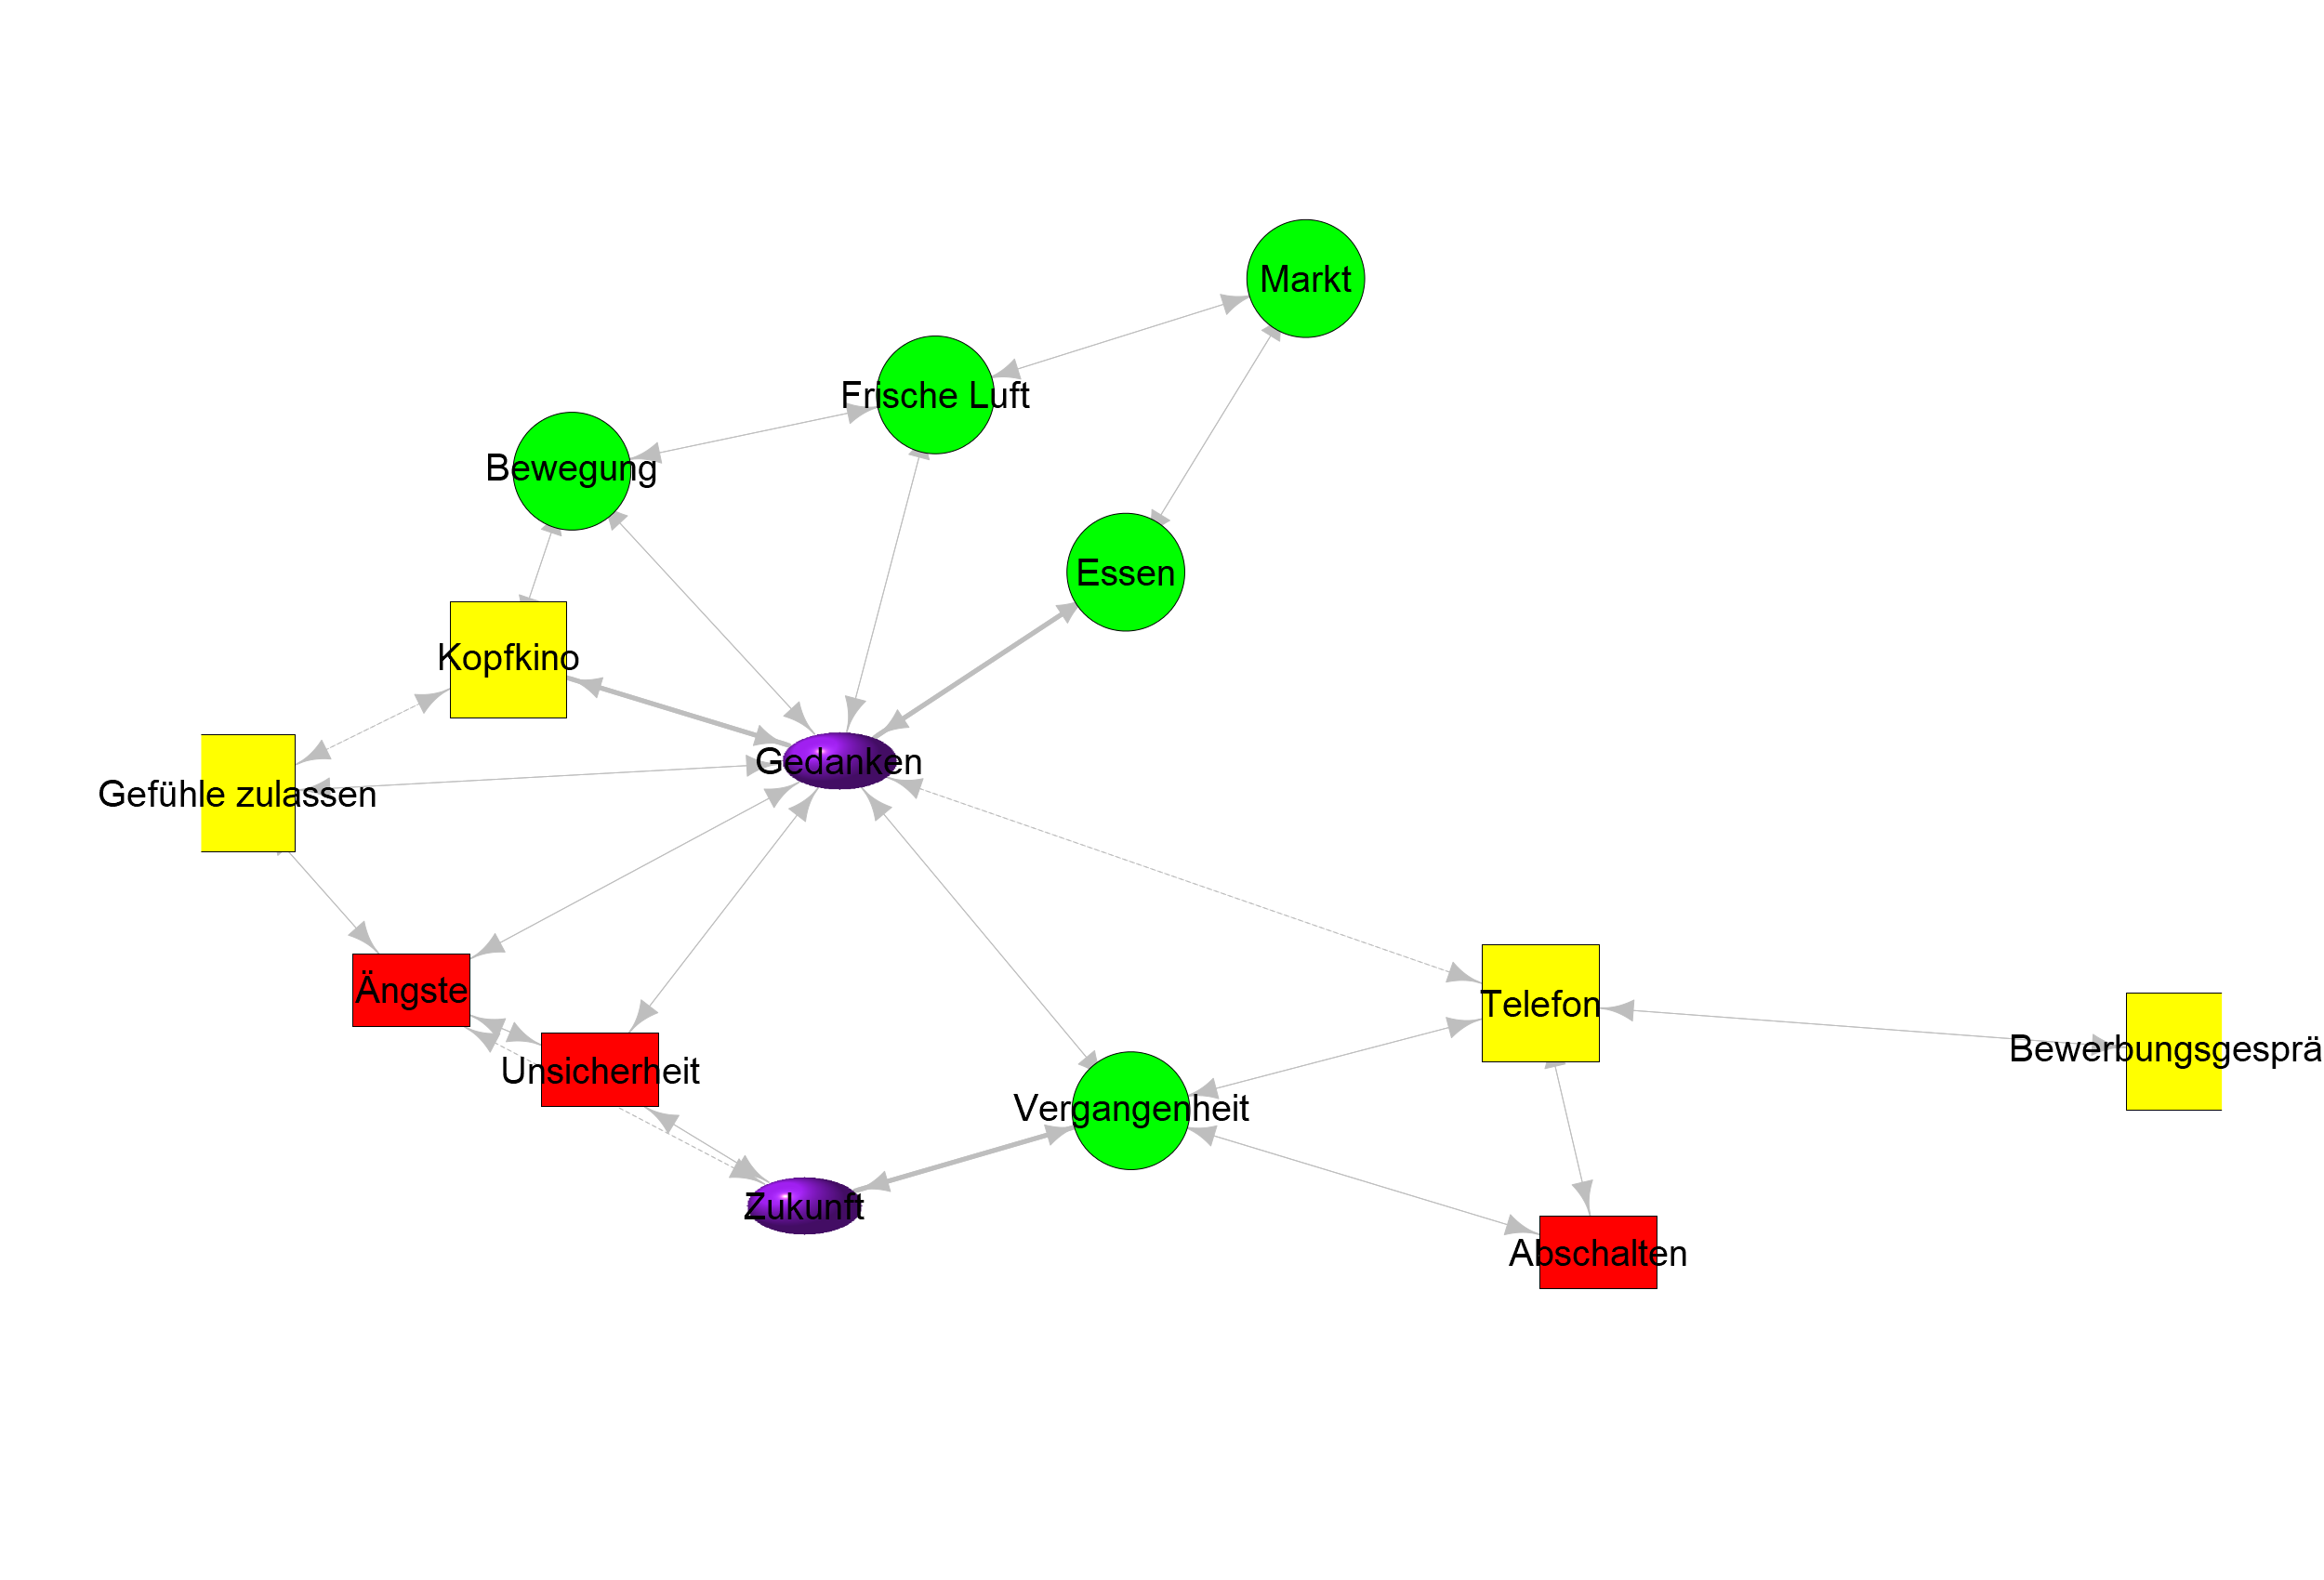 Markt
Frische Luft
Bewegung
Essen
Kopfkino
Gedanken
Gefühle zulassen
Ängste
Telefon
Bewerbungsgesprä
Unsicherheit
Vergangenheit
Zukunft
Abschalten